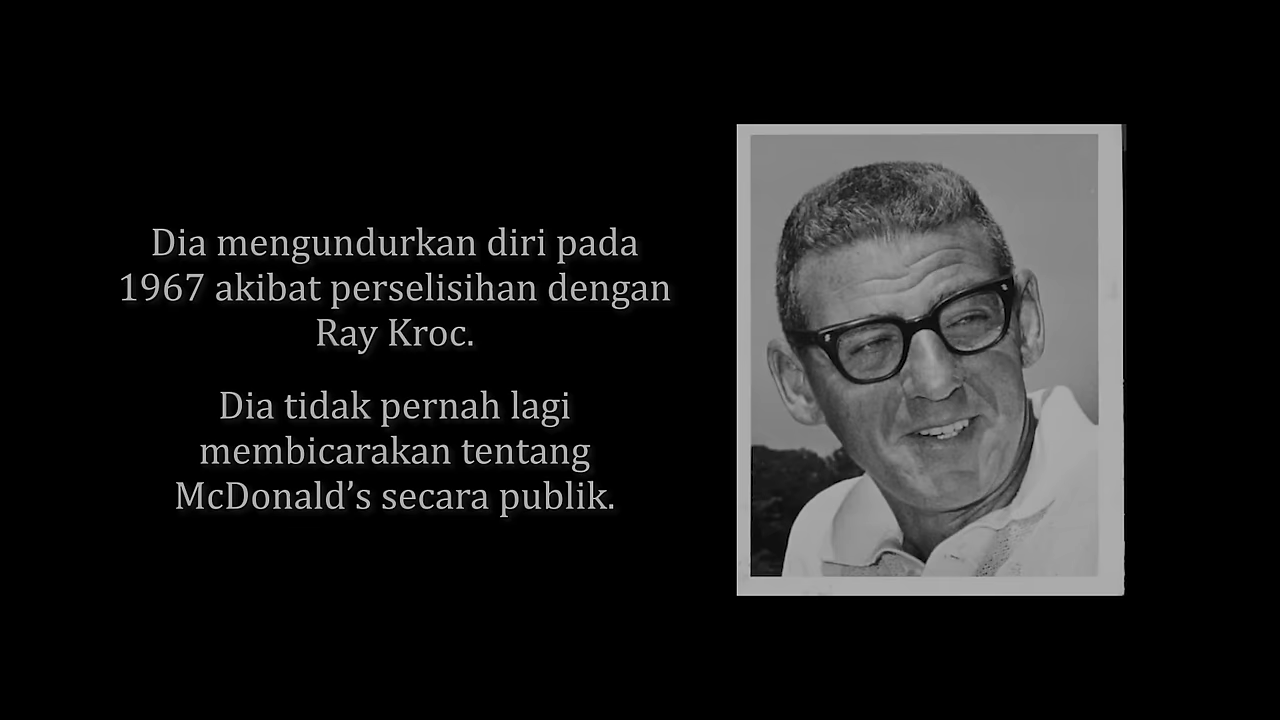 Dia mengundurkan diri pada
1967 akibat perselisihan dengan
Ray Kroc.
Dia tidak pernah lagi
membicarakan tentang
McDonald’s secara publik.